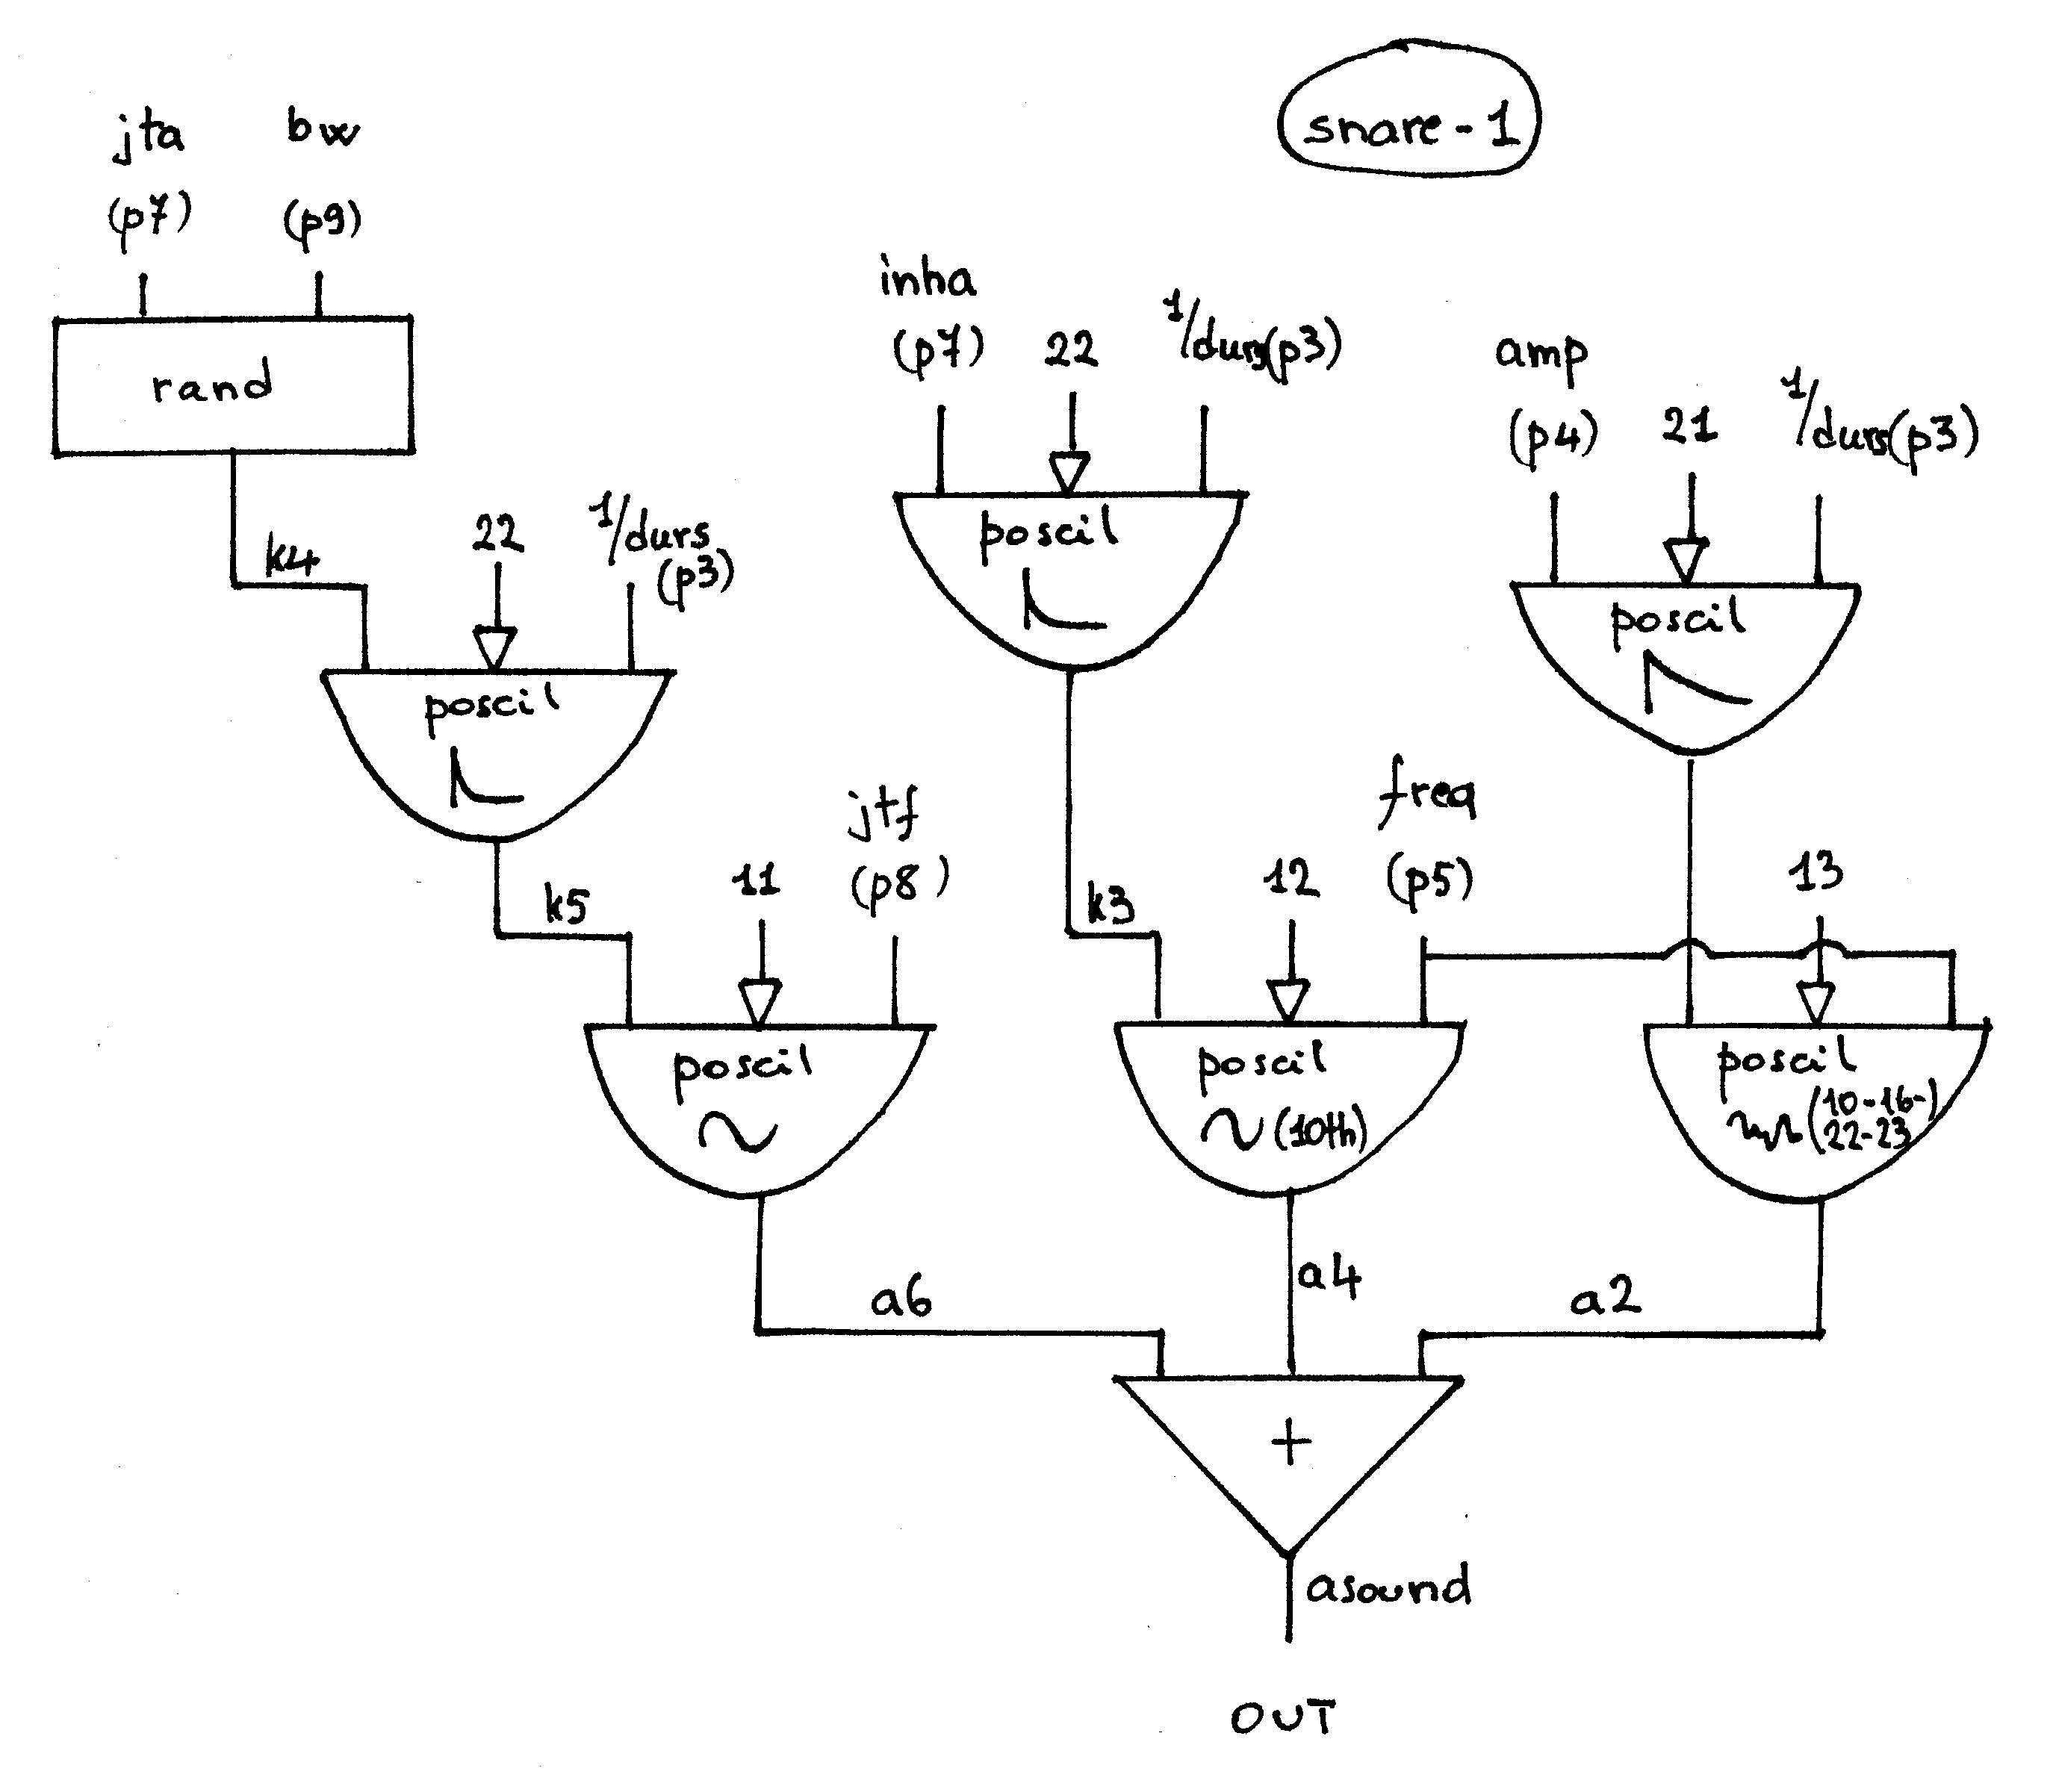 snare-1
jta
bw
(p7)
(p9)
rand
inha
(p7)
22
1/durs(p3)
amp
(p4)
21
1/durs(p3)
k4
22
1/durs
(p3)
poscil
poscil
poscil
k5
11
jtf
(p8)
k3
12
freq
(p5)
13
poscil
poscil
(10th)
poscil
(10-16-)
22-23
a6
a4
a2
+
asound
OUT